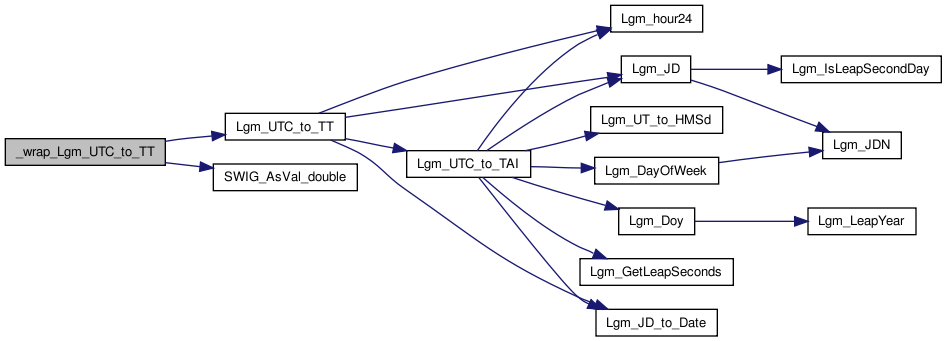 _wrap_Lgm_UTC_to_TT
Lgm_UTC_to_TT
SWIG_AsVal_double
Lgm_UTC_to_TAI
Lgm_hour24
Lgm_JD
Lgm_UT_to_HMSd
Lgm_DayOfWeek
Lgm_Doy
Lgm_GetLeapSeconds
Lgm_JD_to_Date
Lgm_IsLeapSecondDay
Lgm_JDN
Lgm_LeapYear